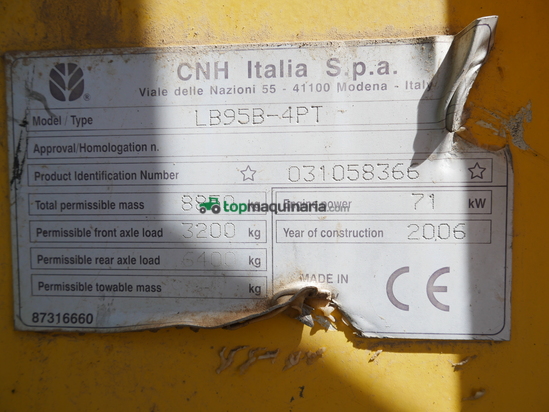 CNH Italia S.p.a.
Viale delle Nazioni 55 - 41100 Modena - Italy
Model / Type LB95B-4PT
Approval/Homologation n.
Product Identification Number ☆ 031058366 ☆
Total permissible mass kg power 71 kW
topmaquinaria.com
Permissible front axle load 3200 kg Year of construction 2006
Permissible rear axle load kg
Permissible towable mass kg MADE IN CE
87316660